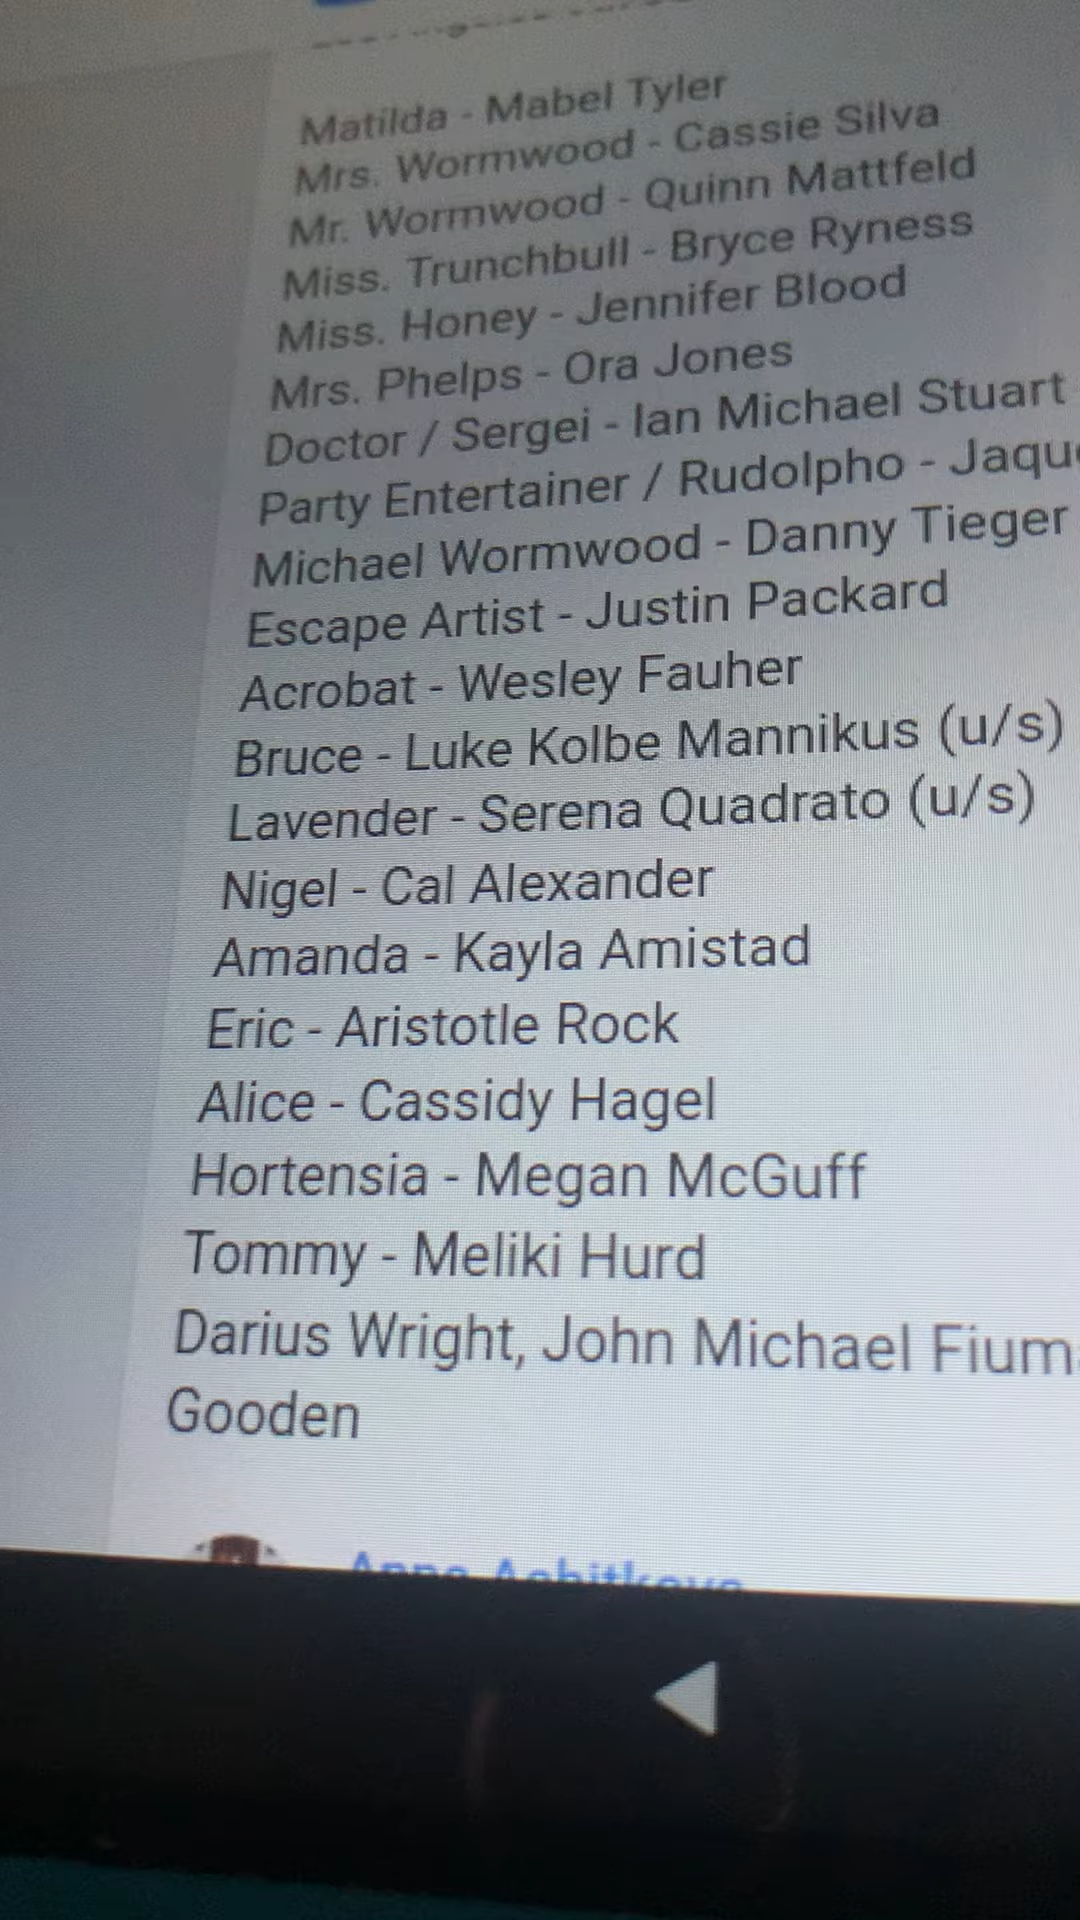 Matilda - Mabel Tyler
Mrs. Wormwood - Cassie Silva
Mr. Wormwood - Quinn Mattfeld
Miss. Trunchbull - Bryce Ryness
Miss. Honey - Jennifer Blood
Mrs. Phelps - Ora Jones
Doctor / Sergei - Ian Michael Stuart
Party Entertainer / Rudolpho - Jaqu
Michael Wormwood - Danny Tieger
Escape Artist - Justin Packard
Acrobat - Wesley Fauher
Bruce - Luke Kolbe Mannikus (u/s)
Lavender - Serena Quadrato (u/s)
Nigel - Cal Alexander
Amanda - Kayla Amistad
Eric - Aristotle Rock
Alice - Cassidy Hagel
Hortensia - Megan McGuff
Tommy - Meliki Hurd
Darius Wright, John Michael Fium
Gooden